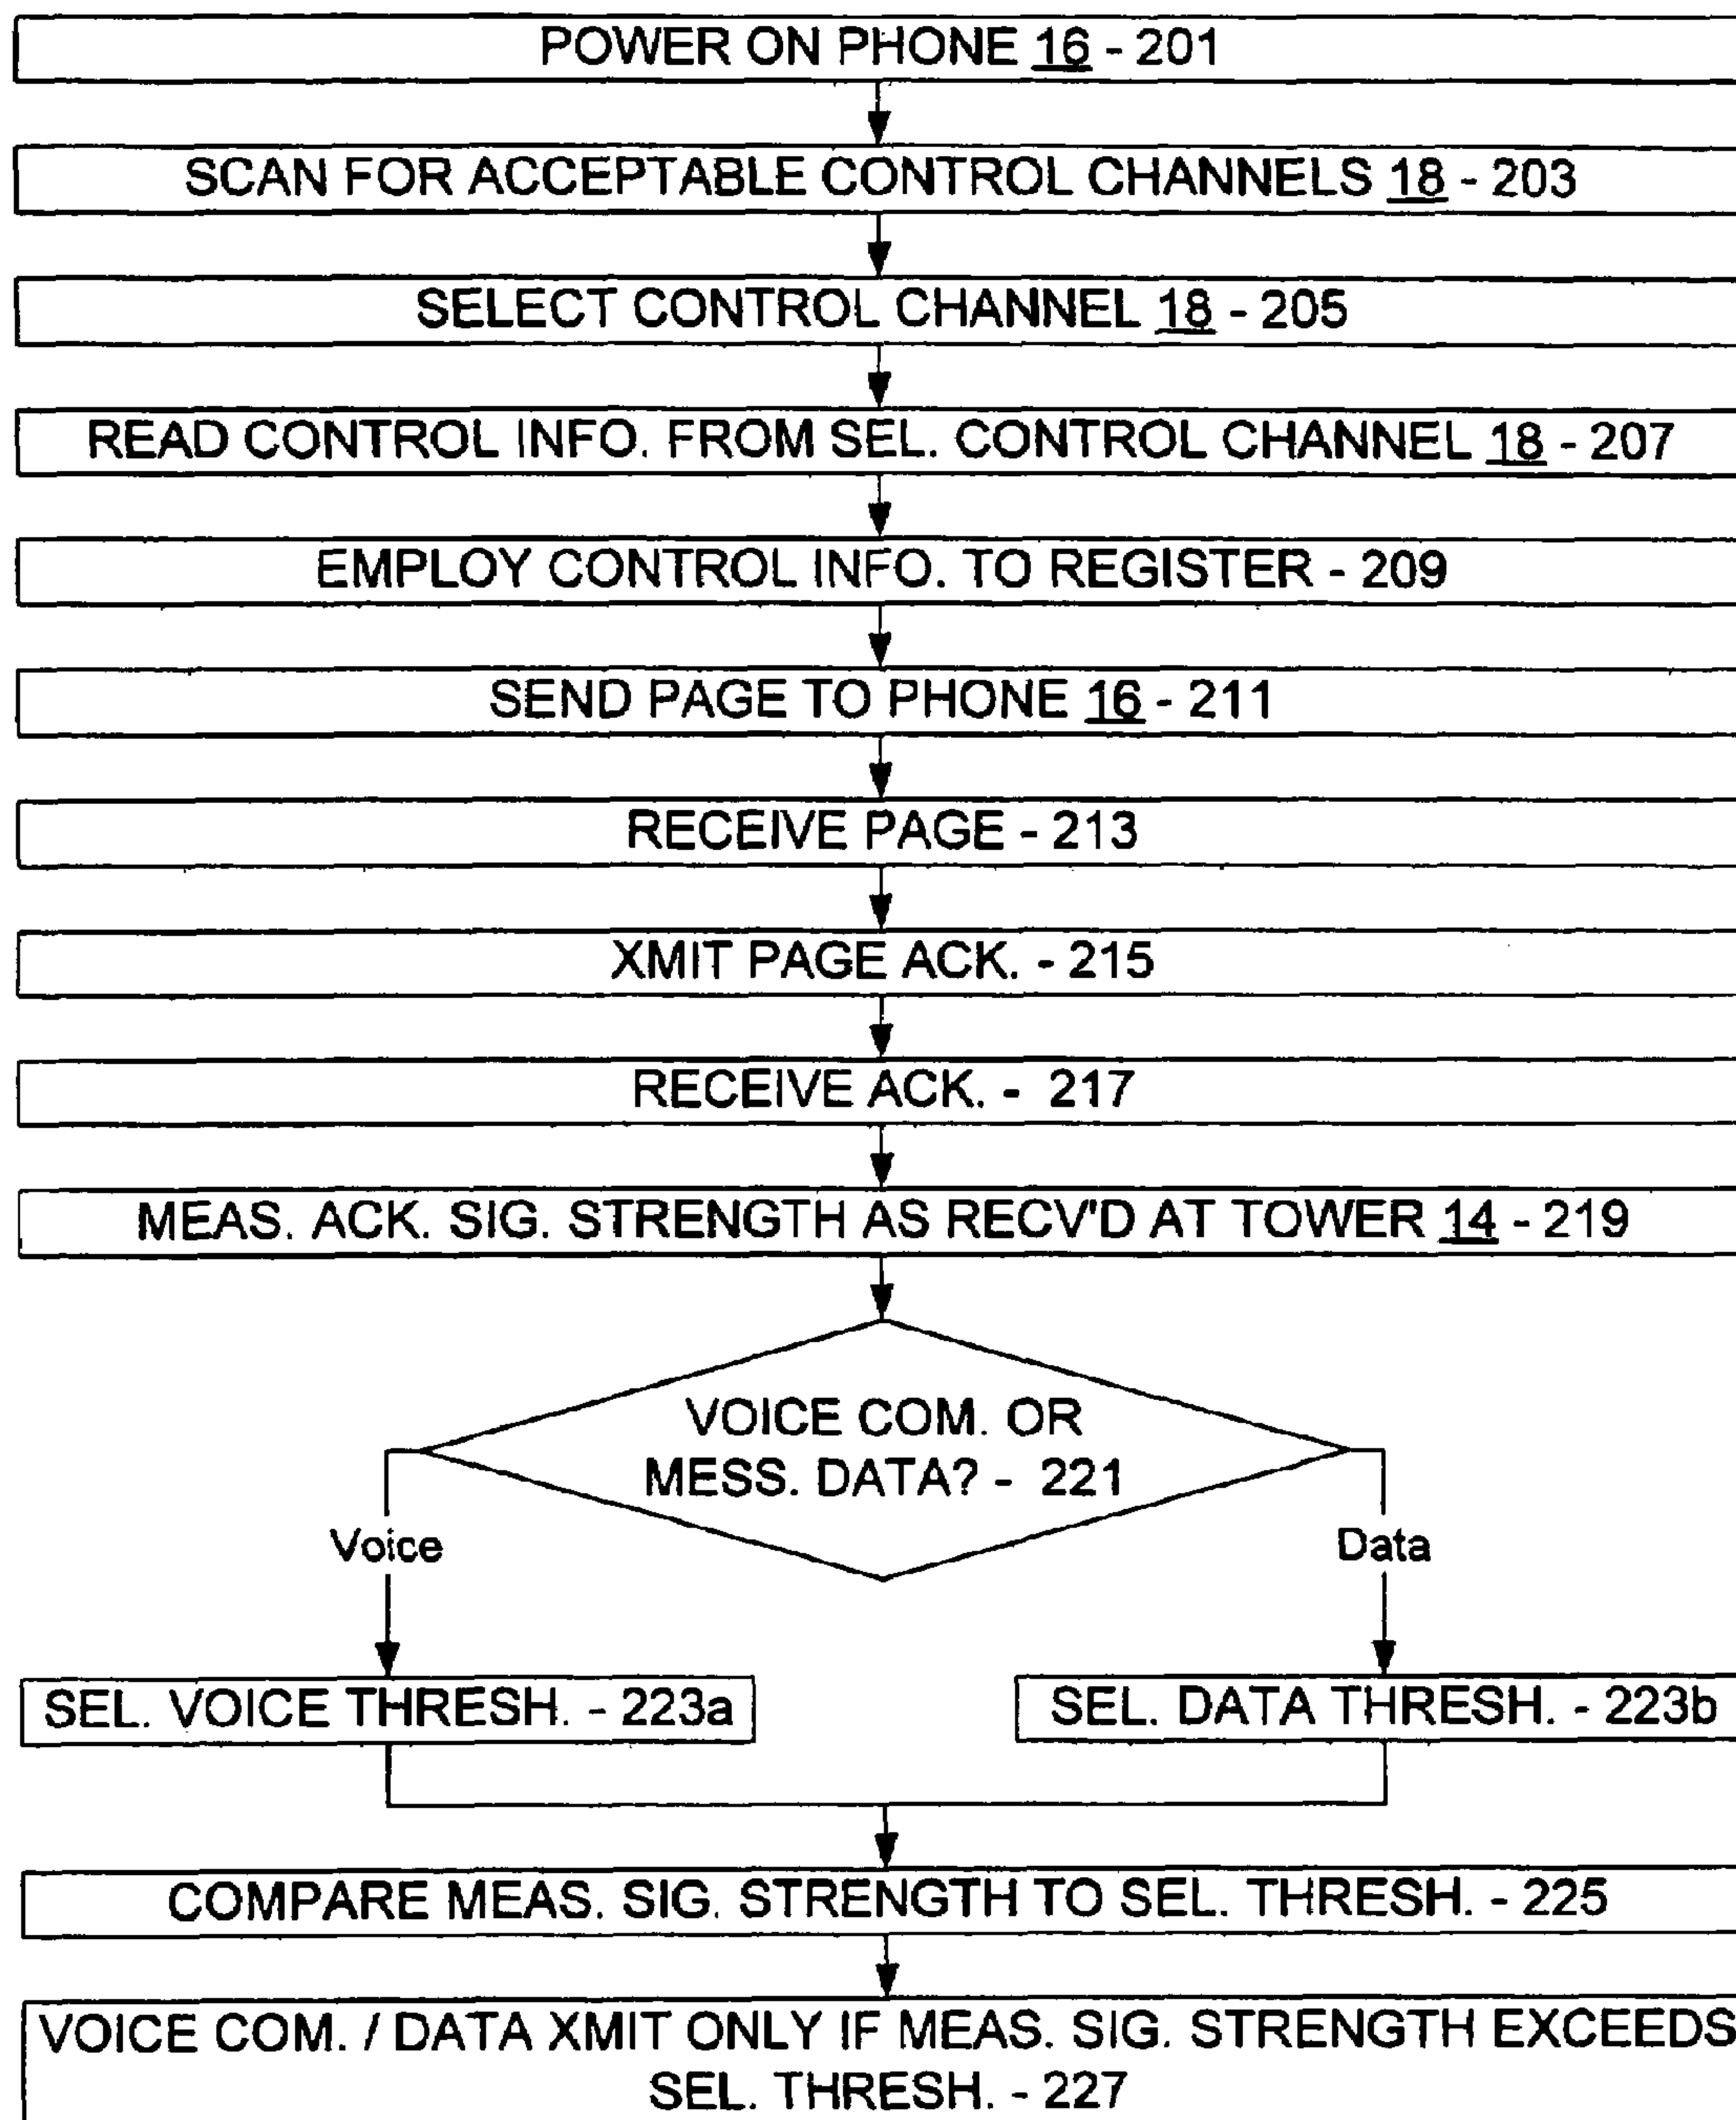 POWER ON PHONE 16 - 201
SCAN FOR ACCEPTABLE CONTROL CHANNELS 18 - 203
SELECT CONTROL CHANNEL 18 - 205
READ CONTROL INFO. FROM SEL. CONTROL CHANNEL 18 - 207
EMPLOY CONTROL INFO. TO REGISTER - 209
SEND PAGE TO PHONE 16 - 211
RECEIVE PAGE - 213
XMIT PAGE ACK. - 215
RECEIVE ACK. - 217
MEAS. ACK. SIG. STRENGTH AS RECV'D AT TOWER 14 - 219
VOICE COM. OR
MESS. DATA? - 221
Voice
Data
SEL. VOICE THRESH. - 223a
SEL. DATA THRESH. - 223b
COMPARE MEAS. SIG. STRENGTH TO SEL. THRESH. - 225
VOICE COM. / DATA XMIT ONLY IF MEAS. SIG. STRENGTH EXCEEDS
SEL. THRESH. - 227